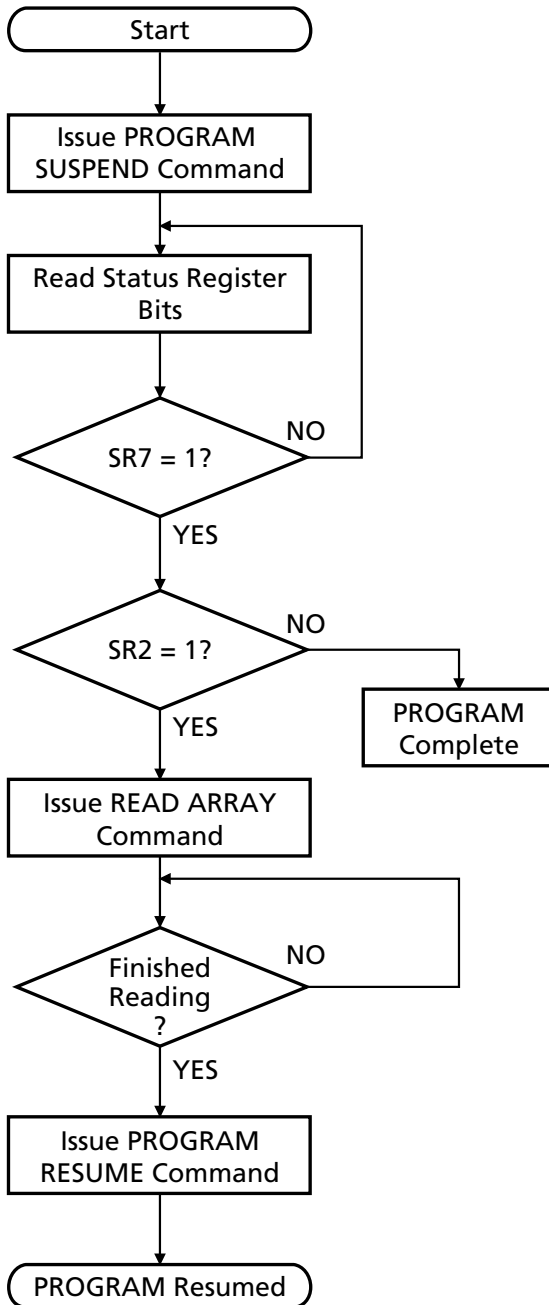 Start
Issue PROGRAM
SUSPEND Command
Read Status Register
Bits
NO
SR7 = 1?
YES
NO
SR2 = 1?
YES
PROGRAM
Complete
Issue READ ARRAY
Command
NO
Finished
Reading
?
YES
Issue PROGRAM
RESUME Command
PROGRAM Resumed